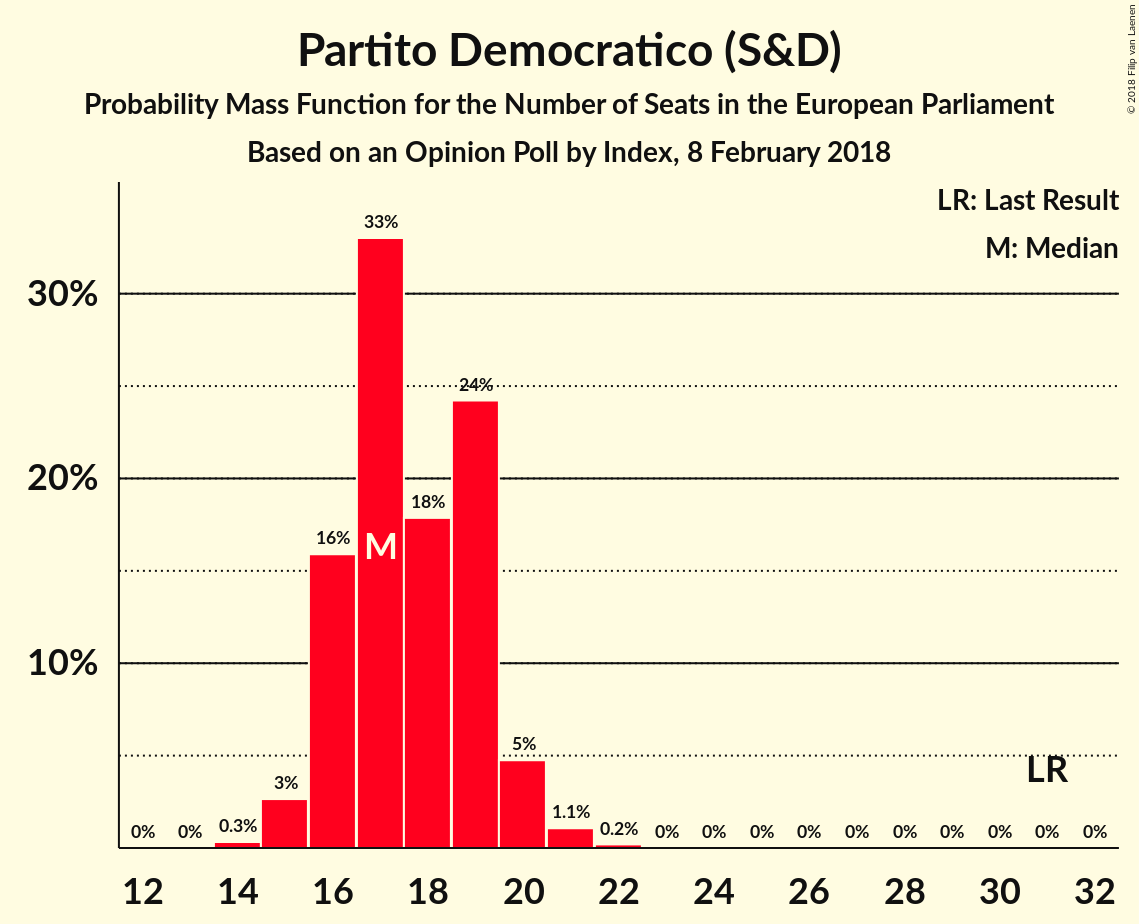 Partito Democratico (S&D)
Probability Mass Function for the Number of Seats in the European Parliament
Based on an Opinion Poll by Index, 8 February 2018
© 2018 Filip van Laenen
LR: Last Result
M: Median
30%
20%
10%
0% 0% 0.3% 3% 16% 33% 18% 24% 5% 1.1% 0.2% 0% 0% 0% 0% 0% 0% 0% 0% 0% 0%
M
LR
12 14 16 18 20 22 24 26 28 30 32